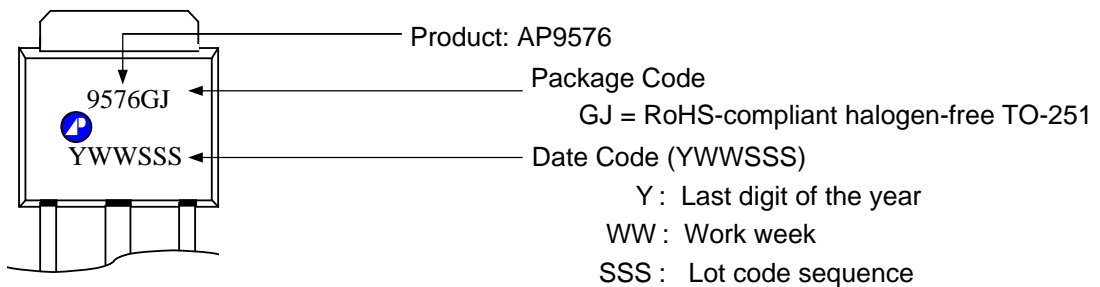 Product: AP9576
Package Code
9576GJ
GJ = RoHS-compliant halogen-free TO-251
AP
YWWSSS
Date Code (YWWSSS)
Y : Last digit of the year
WW : Work week
SSS : Lot code sequence